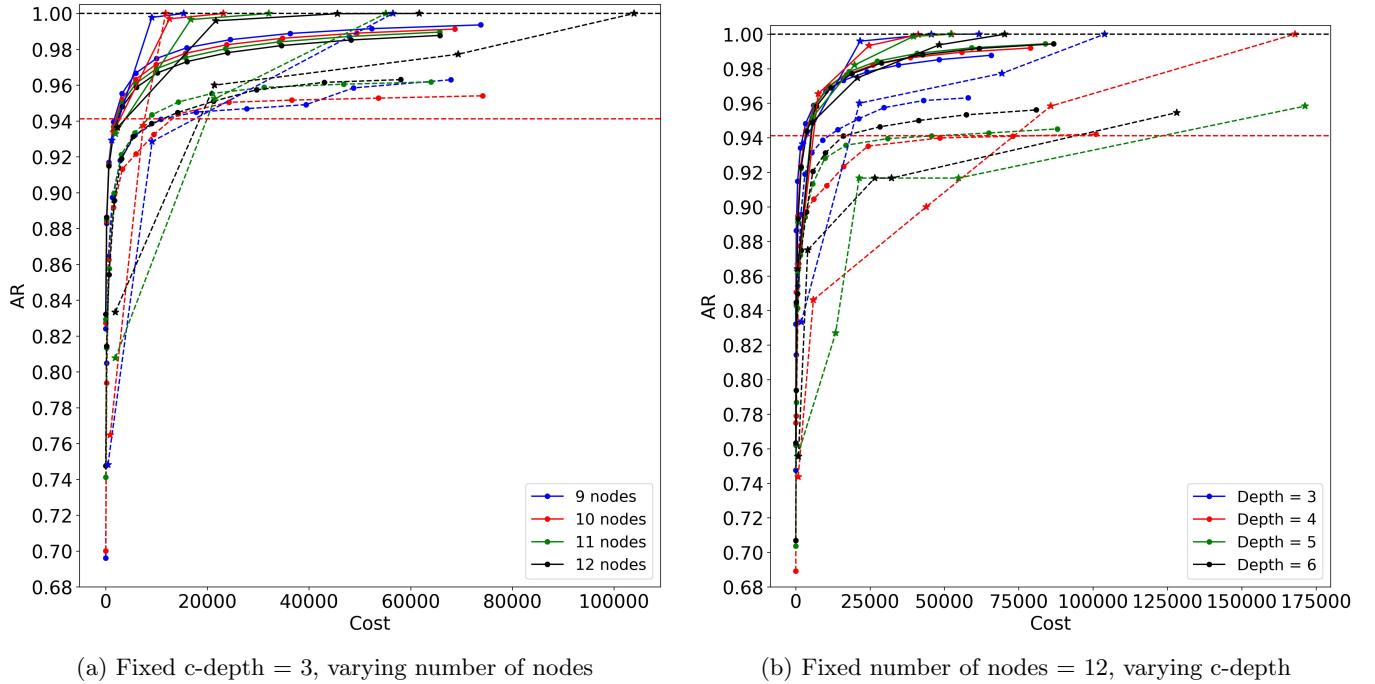 1.00
0.98
0.96
0.94
0.92
0.90
0.88
0.86
0.84
0.82
0.80
0.78
0.76
0.74
0.72
0.70
0.68
AR
9 nodes
10 nodes
11 nodes
12 nodes
0 20000 40000 60000 80000 100000
Cost
(a) Fixed c-depth = 3, varying number of nodes
1.00
0.98
0.96
0.94
0.92
0.90
0.88
0.86
0.84
0.82
0.80
0.78
0.76
0.74
0.72
0.70
0.68
AR
Depth = 3
Depth = 4
Depth = 5
Depth = 6
0 25000 50000 75000 100000 125000 150000 175000
Cost
(b) Fixed number of nodes = 12, varying c-depth